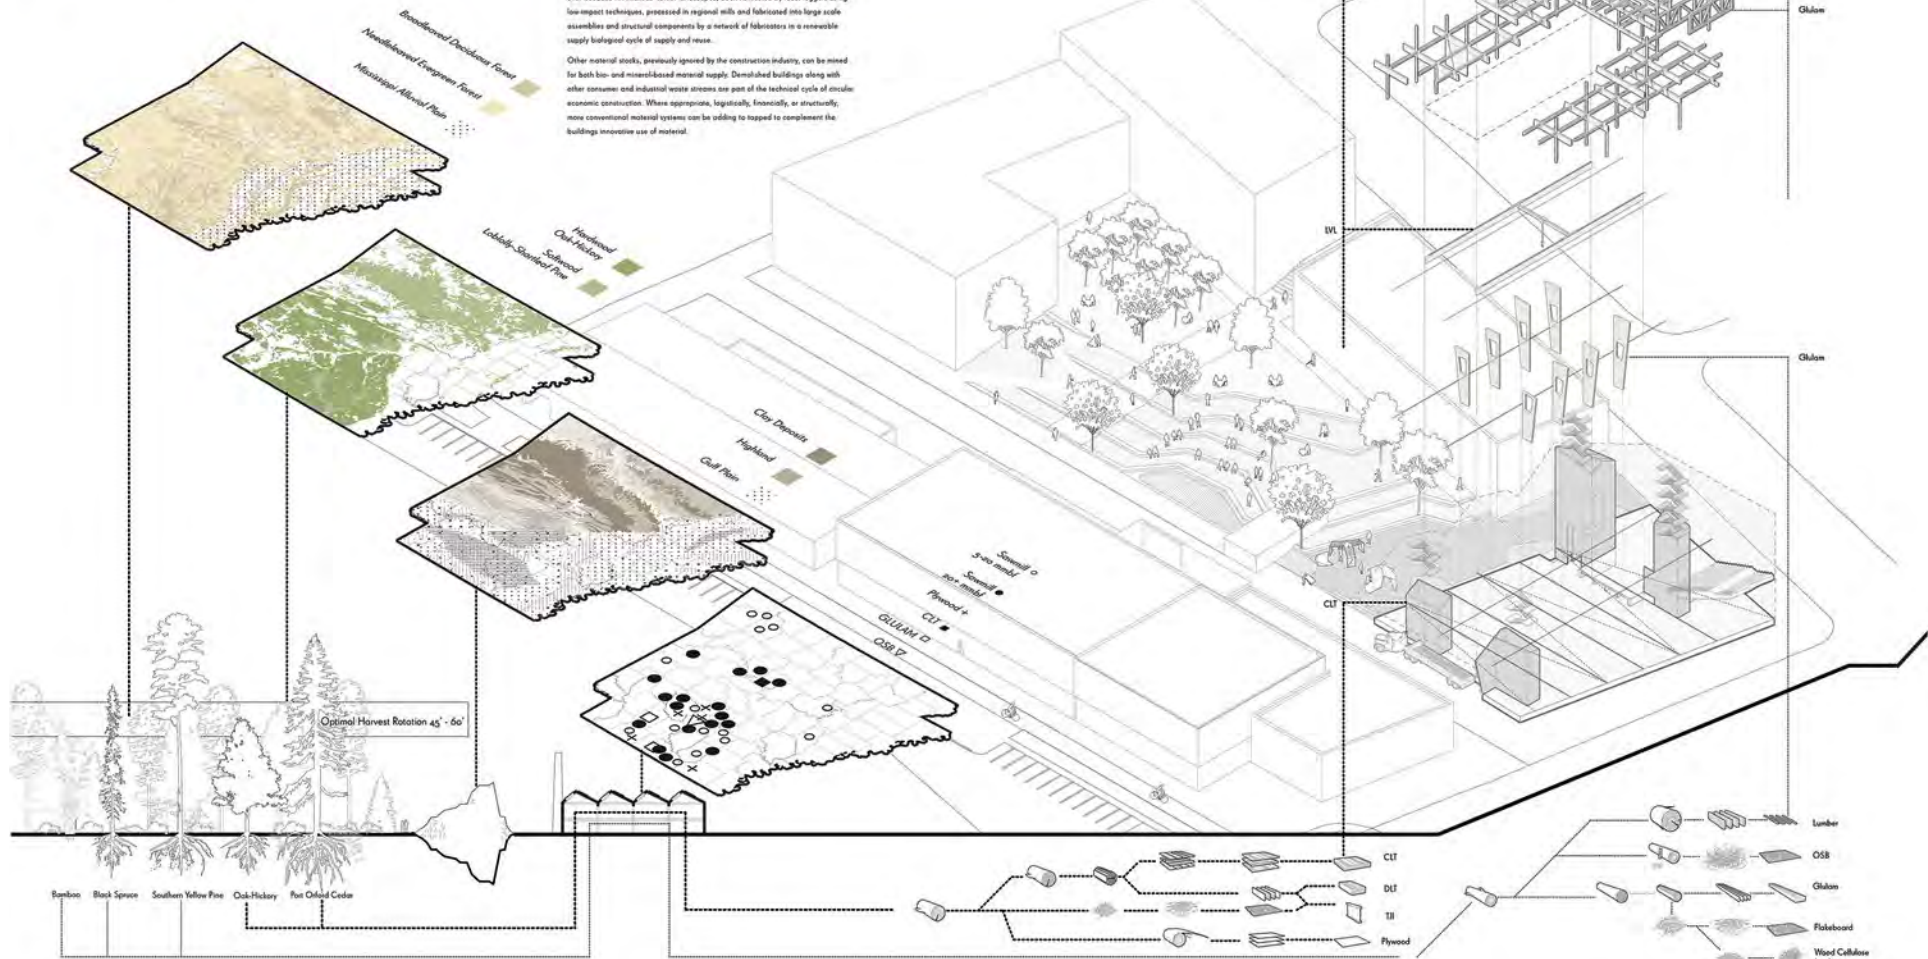 low-impact techniques, processed in regional mills and fabricated into large scale
assemblies and structural components by a network of fabricators in a renewable
supply biological cycle of supply and reuse.
Other material stocks, previously ignored by the construction industry, can be mined
for both bio- and mineral-based material supply. Demolished buildings along with
other consumer and industrial waste streams are part of the technical cycle of circular
economic construction. Where appropriate, logistically, financially, or structurally,
more conventional material systems can be adding to tapped to complement the
buildings innovative use of material.
Broadleaved Deciduous Forest
Needleleaved Evergreen Forest
Mississippi Alluvial Plain
Hardwood
Oak-Hickory
Softwood
Loblolly-Shortleaf Pine
Clay Deposits
Highland
Gulf Plain
Sawmill
5-20 mmbf
Sawmill
20+ mmbf
Plywood
CLT
GLULAM
OSB
Glulam
LVL
Glulam
CLT
Optimal Harvest Rotation 45' - 60'
Bamboo
Black Spruce
Southern Yellow Pine
Oak-Hickory
Port Orford Cedar
CLT
DLT
TJI
Plywood
Lumber
OSB
Glulam
Flakeboard
Wood Cellulose